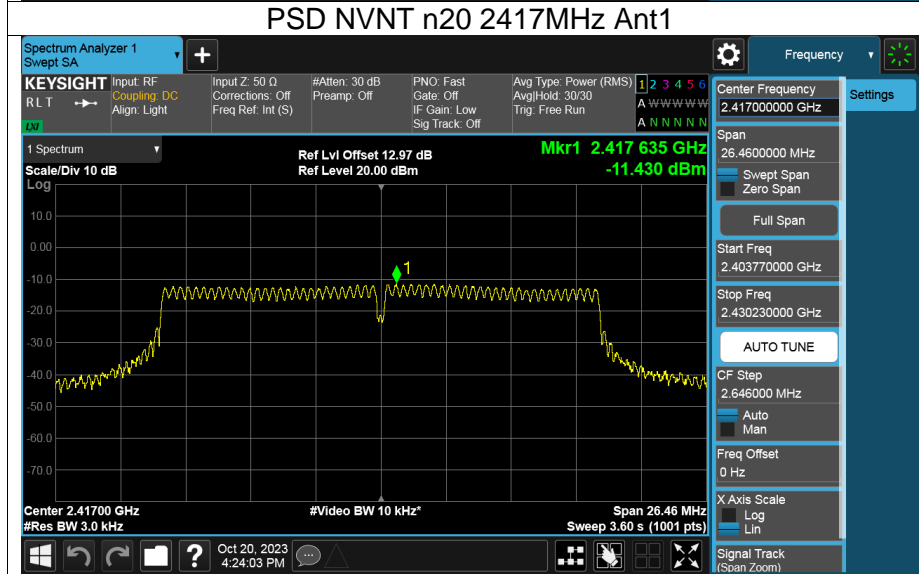 PSD NVNT n20 2417MHz Ant1
Spectrum Analyzer 1
Swept SA
+
Frequency
KEYSIGHT
RLT
LXI
Input: RF
Coupling: DC
Align: Light
Input Z: 50 Ω
Corrections: Off
Freq Ref: Int (S)
#Atten: 30 dB
Preamp: Off
PNO: Fast
Gate: Off
IF Gain: Low
Sig Track: Off
Avg Type: Power (RMS)
Avg|Hold: 30/30
Trig: Free Run
1 2 3 4 5 6
A W W W W W
A N N N N N
1 Spectrum
Scale/Div 10 dB
Ref Lvl Offset 12.97 dB
Ref Level 20.00 dBm
Mkr1 2.417 635 GHz
-11.430 dBm
Log
10.0
0.00
-10.0
-20.0
-30.0
-40.0
-50.0
-60.0
-70.0
1
Center 2.41700 GHz
#Res BW 3.0 kHz
#Video BW 10 kHz*
Span 26.46 MHz
Sweep 3.60 s (1001 pts)
?
Oct 20, 2023
4:24:03 PM
Center Frequency
2.417000000 GHz
Settings
Span
26.4600000 MHz
Swept Span
Zero Span
Full Span
Start Freq
2.403770000 GHz
Stop Freq
2.430230000 GHz
AUTO TUNE
CF Step
2.646000 MHz
Auto
Man
Freq Offset
0 Hz
X Axis Scale
Log
Lin
Signal Track
(Span Zoom)